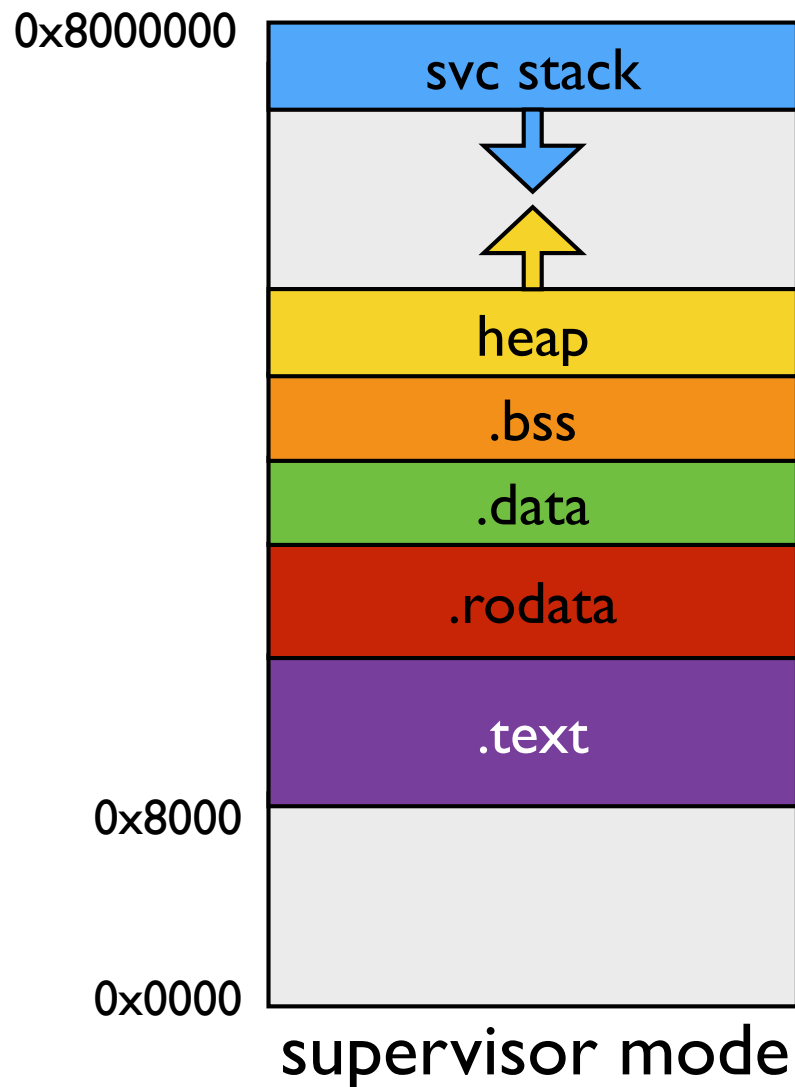 0x8000000
svc stack
heap
.bss
.data
.rodata
.text
0x8000
0x0000
supervisor mode